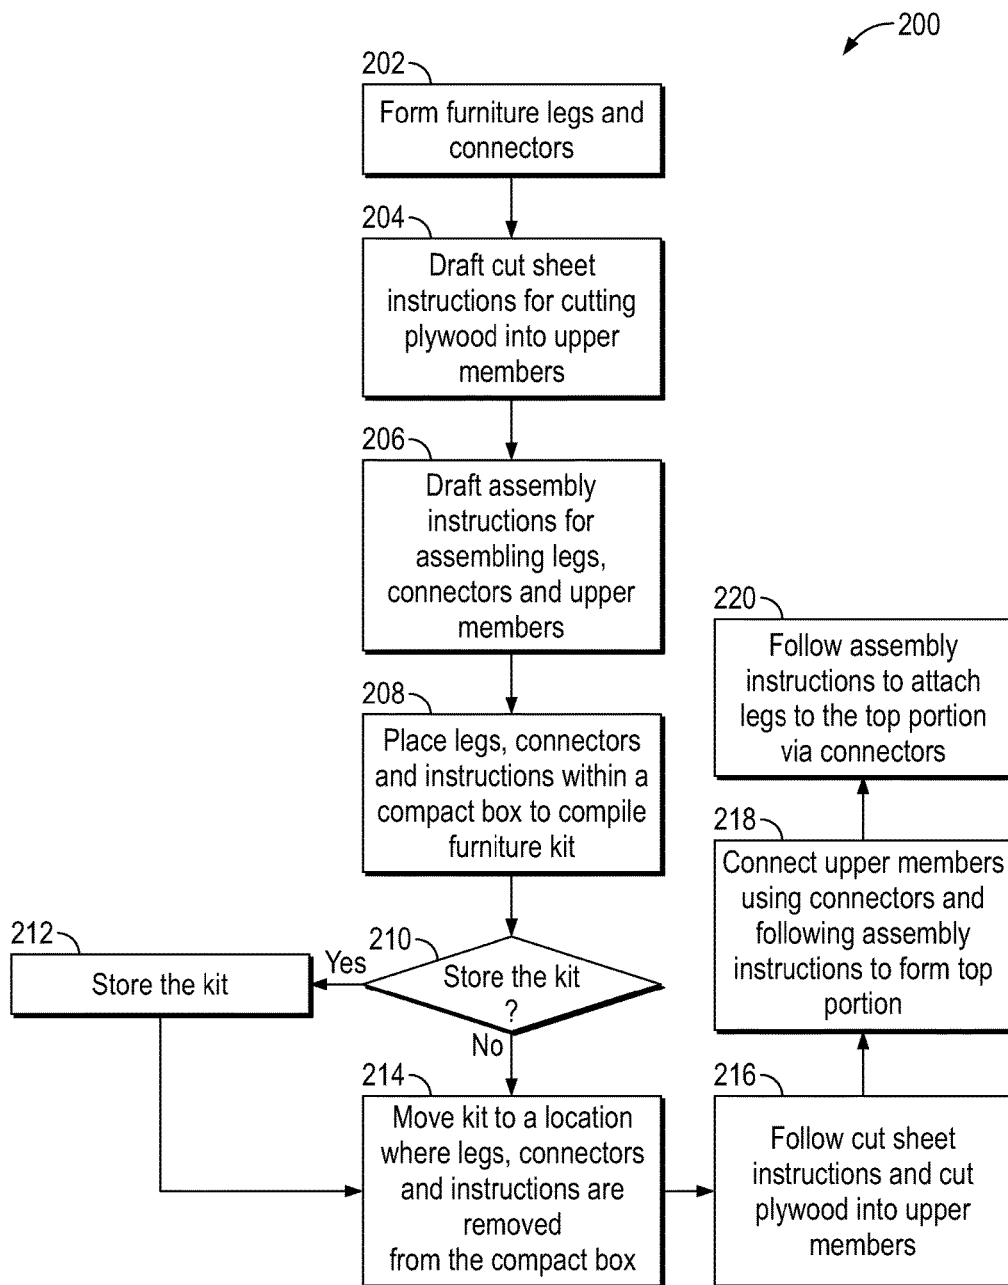 200
202
Form furniture legs and
connectors
204
Draft cut sheet
instructions for cutting
plywood into upper
members
206
Draft assembly
instructions for
assembling legs,
connectors and upper
members
208
Place legs, connectors
and instructions within a
compact box to compile
furniture kit
210
Store the kit
?
Yes
No
212
Store the kit
214
Move kit to a location
where legs, connectors
and instructions are
removed
from the compact box
216
Follow cut sheet
instructions and cut
plywood into upper
members
218
Connect upper members
using connectors and
following assembly
instructions to form top
portion
220
Follow assembly
instructions to attach
legs to the top portion
via connectors